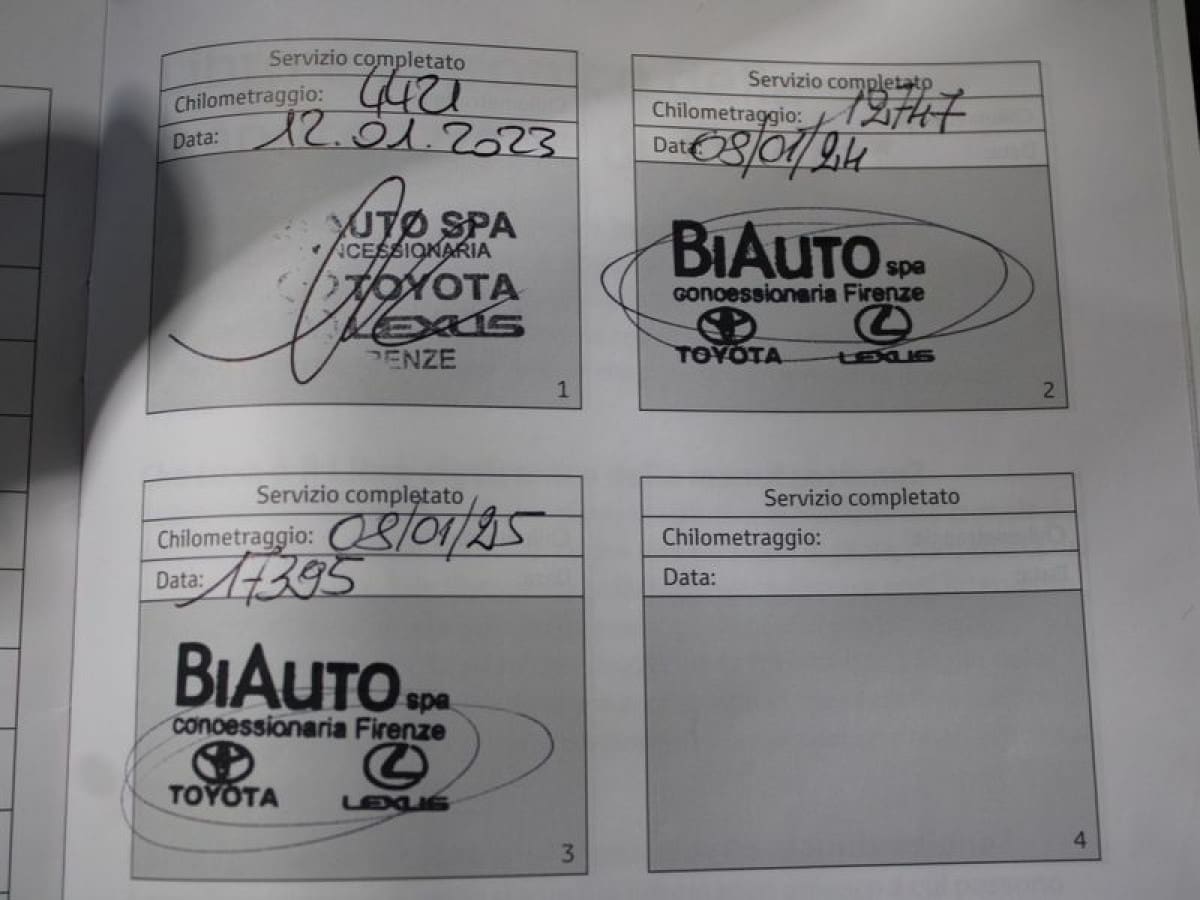 Servizio completato
Chilometraggio: 4421
Data: 12.01.2023
UTO SPA
NCESSIONARIA
TOYOTA
LEXUS
RENZE
1
Servizio completato
Chilometraggio: 12747
Data: 08/01/24
BIAUTO spa
concessionaria Firenze
TOYOTA LEXUS
2
Servizio completato
Chilometraggio: 08/01/25
Data: 17395
BIAUTO spa
concessionaria Firenze
TOYOTA LEXUS
3
Servizio completato
Chilometraggio:
Data:
4